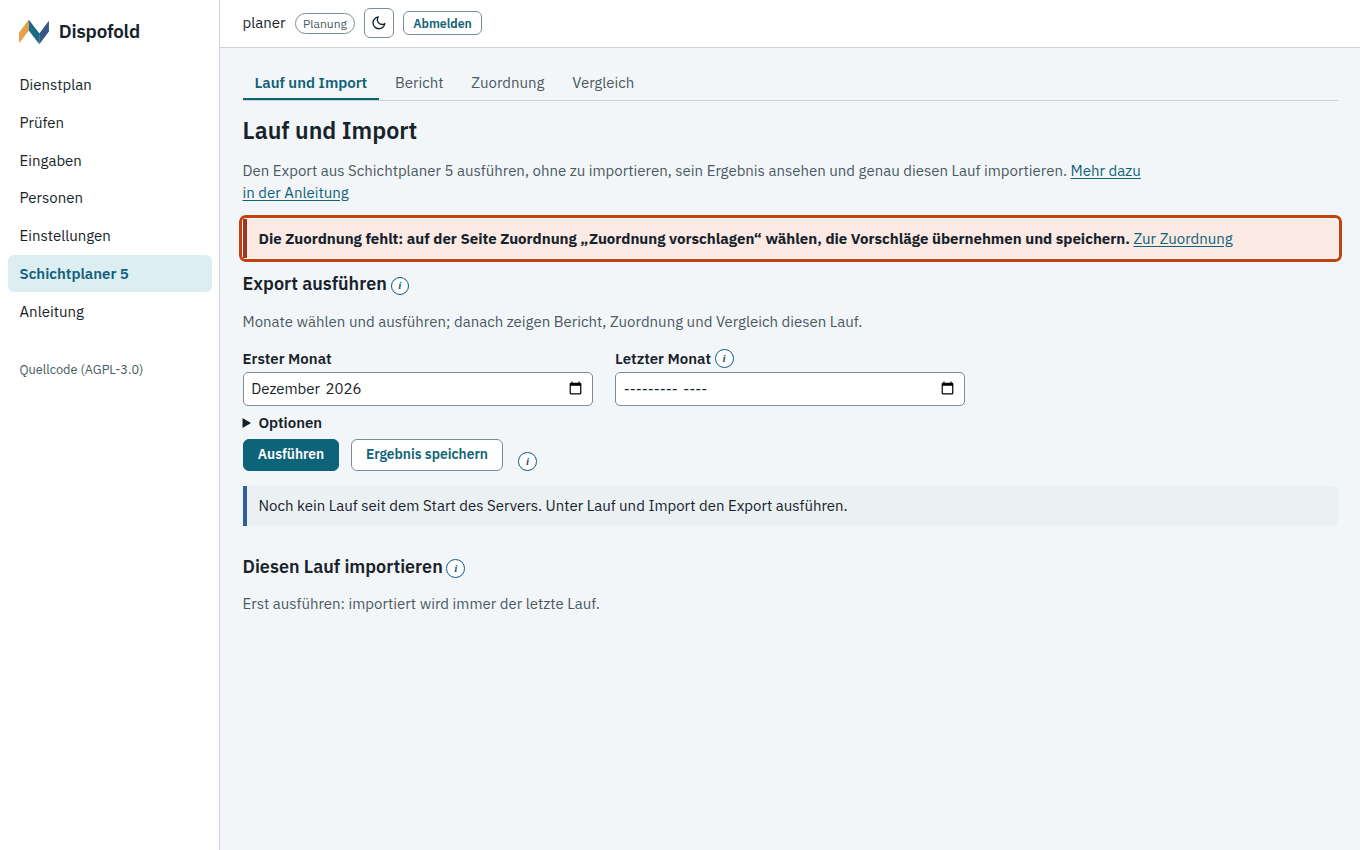 Dispofold
Dienstplan
Prüfen
Eingaben
Personen
Einstellungen
Schichtplaner 5
Anleitung
Quellcode (AGPL-3.0)
planer Planung Abmelden
Lauf und Import Bericht Zuordnung Vergleich
Lauf und Import
Den Export aus Schichtplaner 5 ausführen, ohne zu importieren, sein Ergebnis ansehen und genau diesen Lauf importieren. Mehr dazu
in der Anleitung
Die Zuordnung fehlt: auf der Seite Zuordnung „Zuordnung vorschlagen“ wählen, die Vorschläge übernehmen und speichern. Zur Zuordnung
Export ausführen i
Monate wählen und ausführen; danach zeigen Bericht, Zuordnung und Vergleich diesen Lauf.
Erster Monat Letzter Monat i
Dezember 2026 --------- ----
Optionen
Ausführen Ergebnis speichern i
Noch kein Lauf seit dem Start des Servers. Unter Lauf und Import den Export ausführen.
Diesen Lauf importieren i
Erst ausführen: importiert wird immer der letzte Lauf.